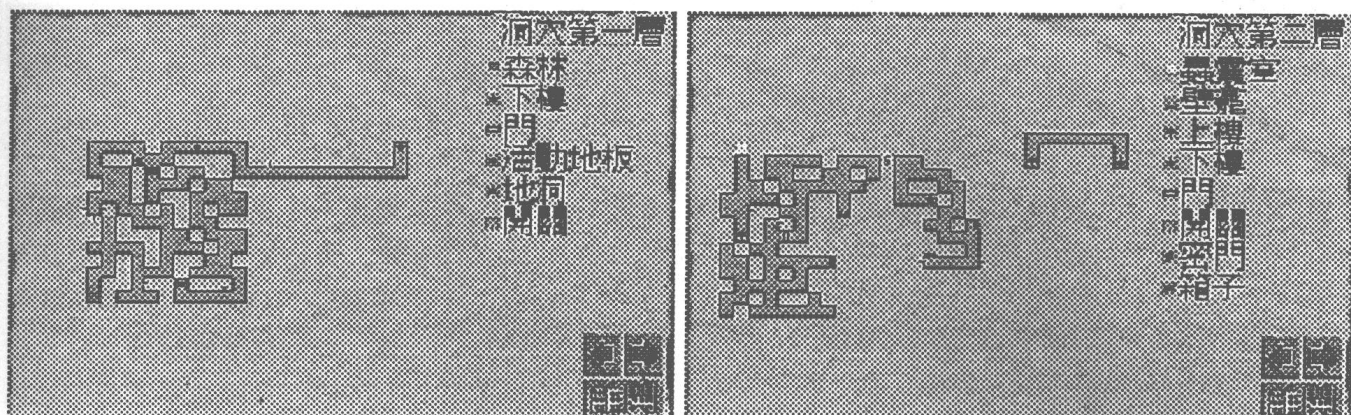 洞穴第一層
森林
下樓
門
活動地板
地洞
開關
洞穴第二層
上樓
下樓
門
開關
密門
箱子